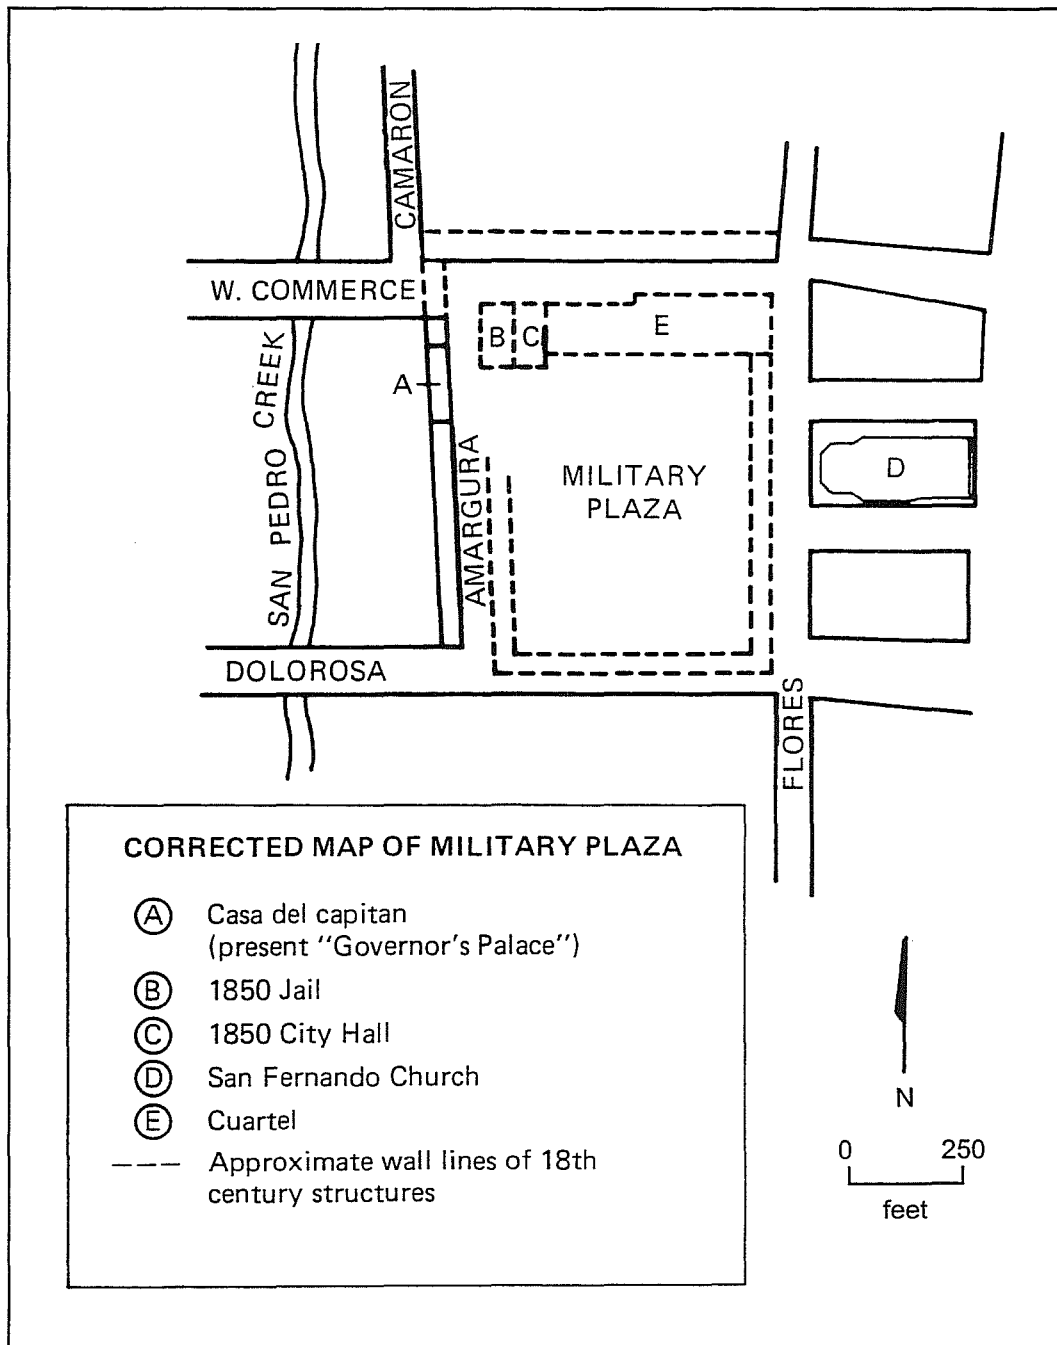 CAMARON
W. COMMERCE
B
C
E
A
SAN PEDRO CREEK
AMARGURA
MILITARY
PLAZA
D
DOLOROSA
FLORES
CORRECTED MAP OF MILITARY PLAZA
A Casa del capitan
(present "Governor's Palace")
B 1850 Jail
C 1850 City Hall
D San Fernando Church
E Cuartel
--- Approximate wall lines of 18th
century structures
N
0 250
feet